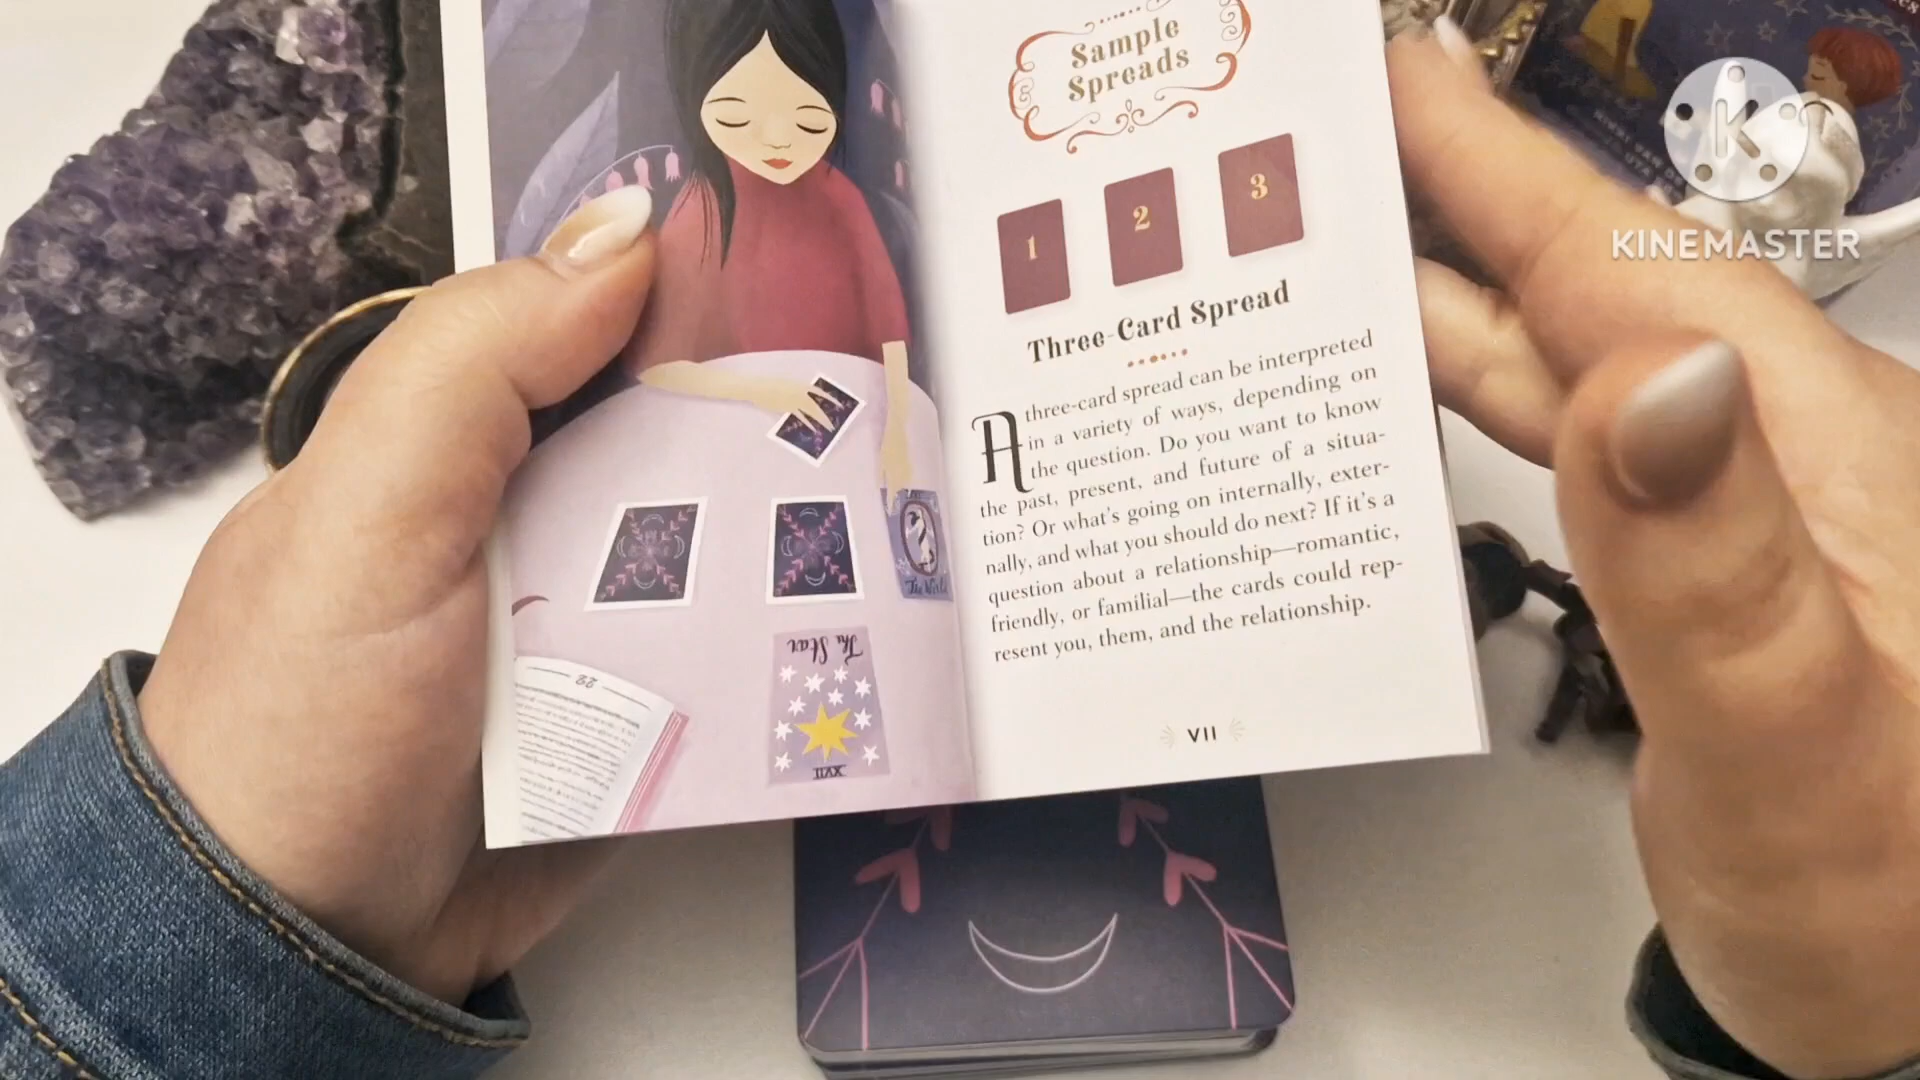 Sample
Spreads
1
2
3
Three-Card Spread
A three-card spread can be interpreted
in a variety of ways, depending on
the question. Do you want to know
the past, present, and future of a situa-
tion? Or what's going on internally, exter-
nally, and what you should do next? If it's a
question about a relationship—romantic,
friendly, or familial—the cards could rep-
resent you, them, and the relationship.
VII
The World
The Star
XVII
22
K
KINEMASTER